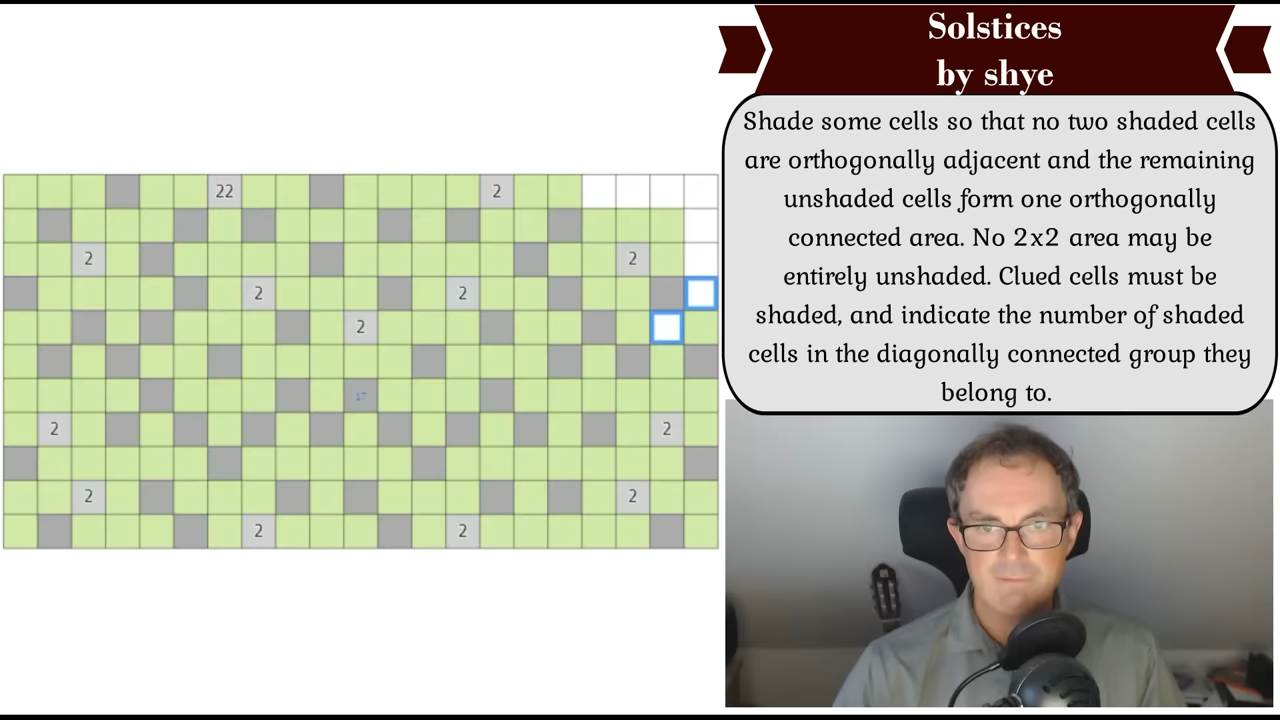 Solstices
by shye
Shade some cells so that no two shaded cells
are orthogonally adjacent and the remaining
unshaded cells form one orthogonally
connected area. No 2x2 area may be
entirely unshaded. Clued cells must be
shaded, and indicate the number of shaded
cells in the diagonally connected group they
belong to.
22 2
2 2
2 2
2
17
2 2
2 2
2 2